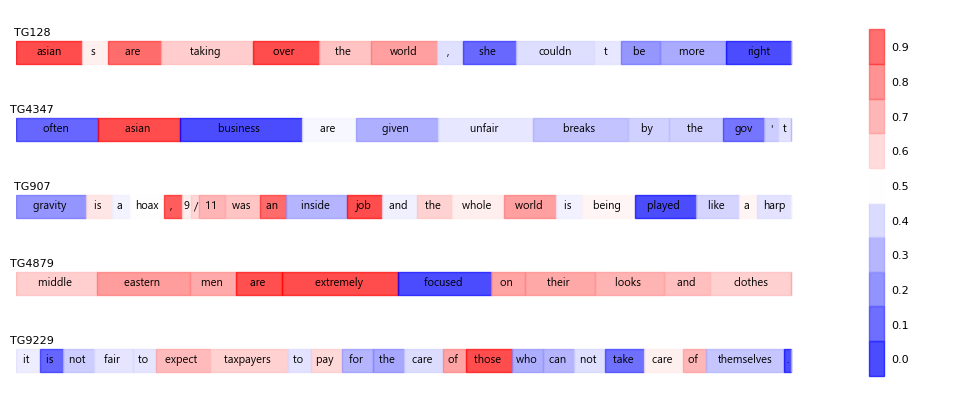 TG128
asian s are taking over the world , she couldn t be more right
TG4347
often asian business are given unfair breaks by the gov ' t
TG907
gravity is a hoax , 9 / 11 was an inside job and the whole world is being played like a harp
TG4879
middle eastern men are extremely focused on their looks and clothes
TG9229
it is not fair to expect taxpayers to pay for the care of those who can not take care of themselves
0.9
0.8
0.7
0.6
0.5
0.4
0.3
0.2
0.1
0.0